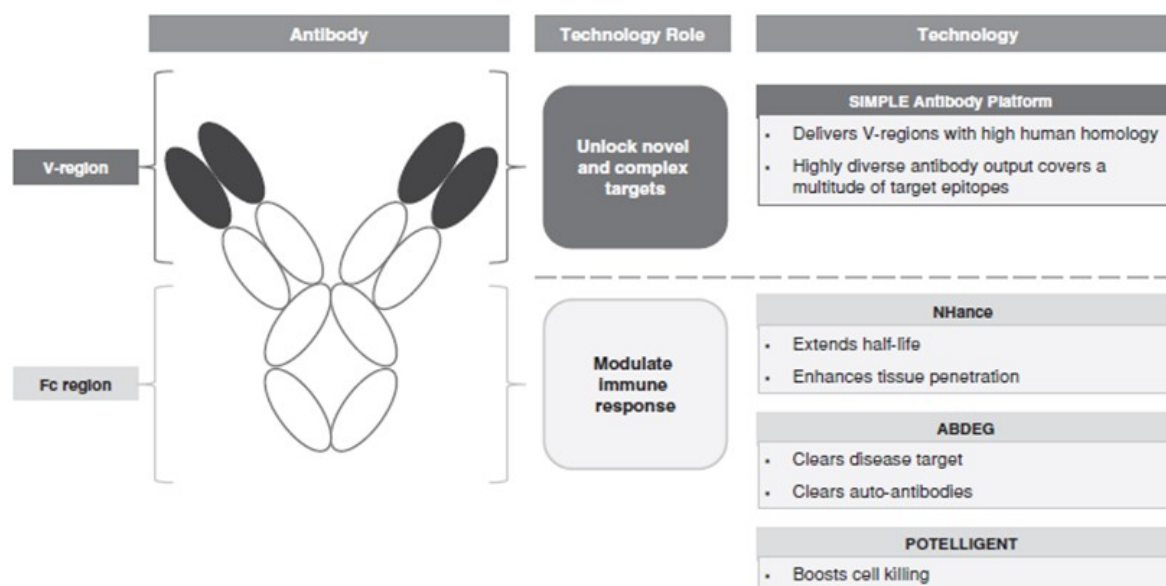 Antibody
Technology Role
Technology
V-region
Unlock novel
and complex
targets
SIMPLE Antibody Platform
• Delivers V-regions with high human homology
• Highly diverse antibody output covers a
multitude of target epitopes
Fc region
Modulate
immune
response
NHance
• Extends half-life
• Enhances tissue penetration
ABDEG
• Clears disease target
• Clears auto-antibodies
POTELLIGENT
• Boosts cell killing